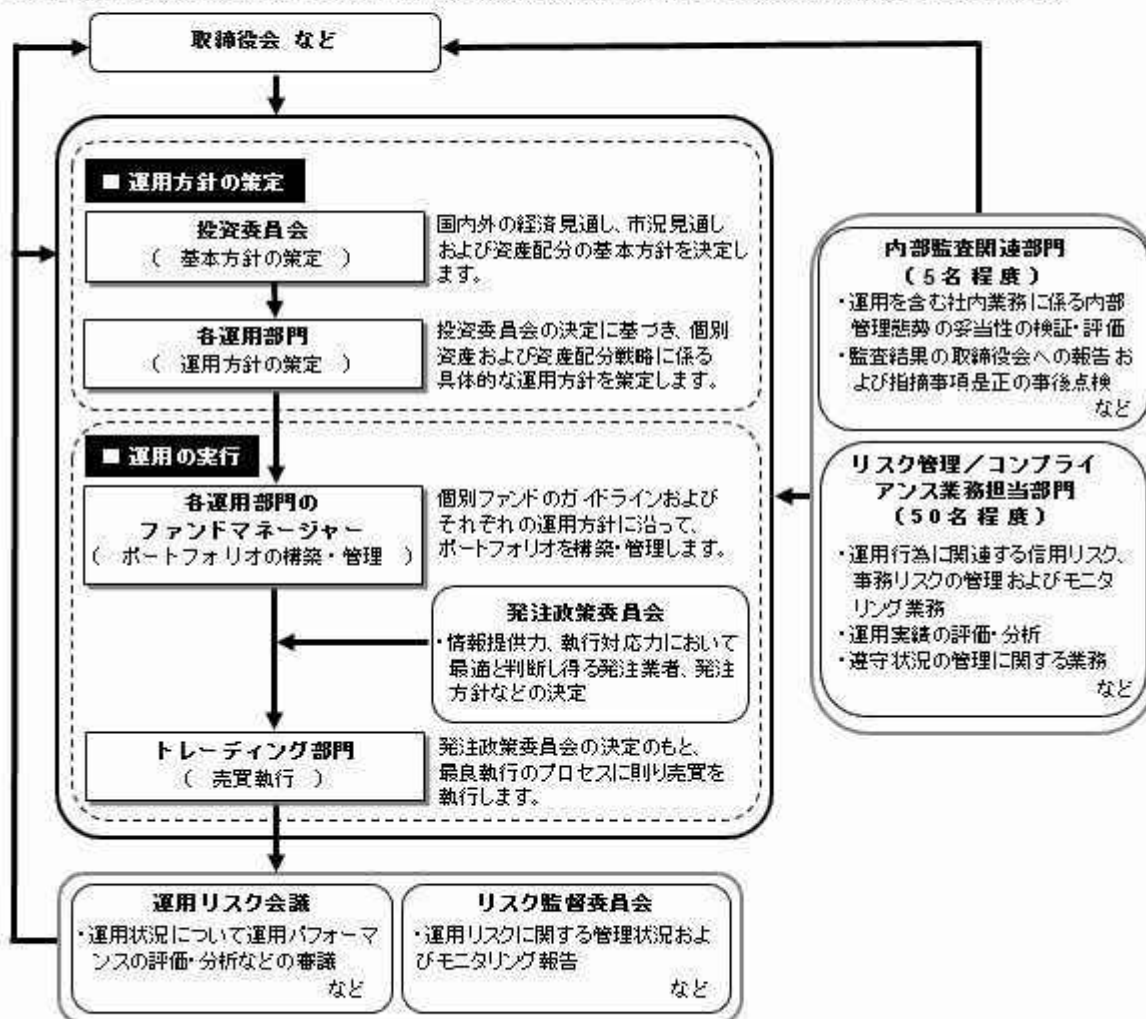 取締役会 など
■ 運用方針の策定
投資委員会
( 基本方針の策定 )
国内外の経済見通し、市況見通し
および資産配分の基本方針を決定し
ます。
各運用部門
( 運用方針の策定 )
投資委員会の決定に基づき、個別
資産および資産配分戦略に係る
具体的な運用方針を策定します。
■ 運用の実行
各運用部門の
ファンドマネージャー
( ポートフォリオの構築・管理 )
個別ファンドのガイドラインおよび
それぞれの運用方針に沿って、
ポートフォリオを構築・管理します。
発注政策委員会
・情報提供力、執行対応力において
最適と判断し得る発注業者、発注
方針などの決定
トレーディング部門
( 売買執行 )
発注政策委員会の決定のもと、
最良執行のプロセスに則り売買を
執行します。
内部監査関連部門
(5名程度)
・運用を含む社内業務に係る内部
管理態勢の妥当性の検証・評価
・監査結果の取締役会への報告お
よび指摘事項是正の事後点検
など
リスク管理／コンプライ
アンス業務担当部門
(50名程度)
・運用行為に関連する信用リスク、
事務リスクの管理およびモニタ
リング業務
・運用実績の評価・分析
・遵守状況の管理に関する業務
など
運用リスク会議
・運用状況について運用パフォーマ
ンスの評価・分析などの審議
など
リスク監督委員会
・運用リスクに関する管理状況およ
びモニタリング報告
など